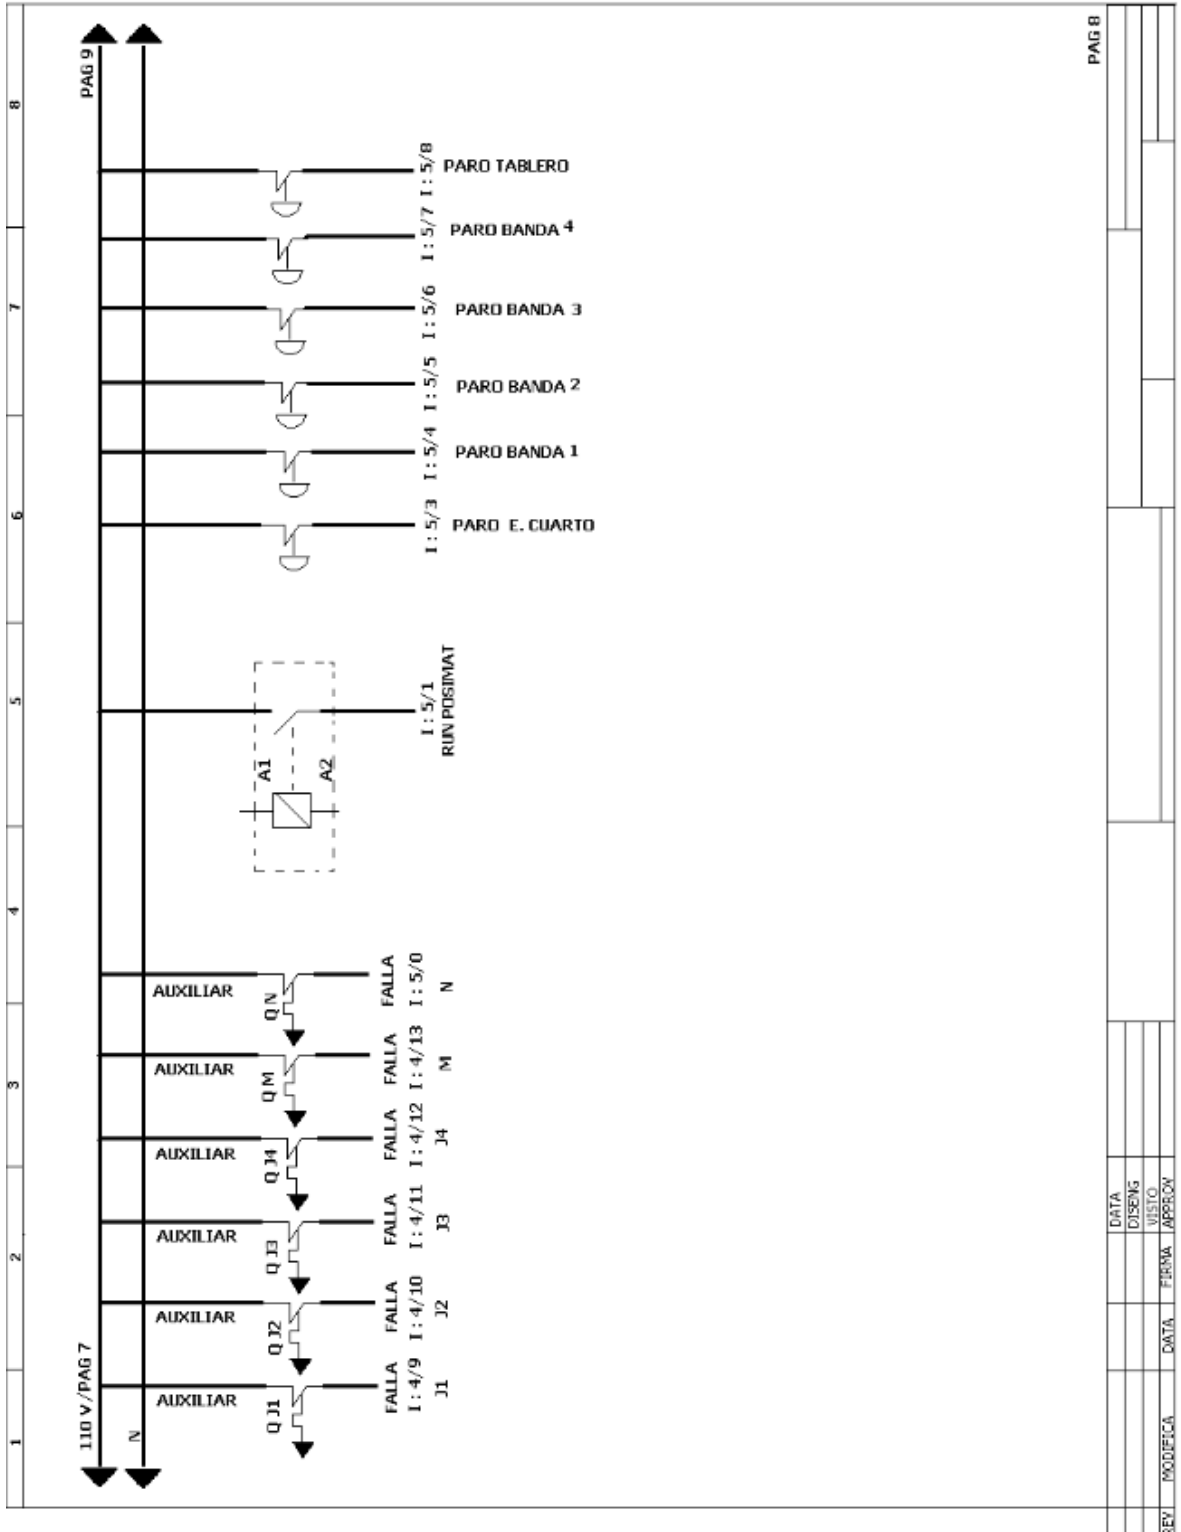 1
2
3
4
5
6
7
8
110 V/PAG 7
PAG 9
N
AUXILIAR
Q J1
FALLA
I : 4/9
J1
AUXILIAR
Q J2
FALLA
I : 4/10
J2
AUXILIAR
Q J3
FALLA
I : 4/11
J3
AUXILIAR
Q J4
FALLA
I : 4/12
J4
AUXILIAR
Q M
FALLA
I : 4/13
M
AUXILIAR
Q N
FALLA
I : 5/0
N
A1
A2
I : 5/1
RUN POSIMAT
I : 5/3
PARO E. CUARTO
I : 5/4
PARO BANDA 1
I : 5/5
PARO BANDA 2
I : 5/6
PARO BANDA 3
I : 5/7
PARO BANDA 4
I : 5/8
PARO TABLERO
PAG 8
DATA
DISENG
VISTO
REV MODIFICA DATA FIRMA APPROV